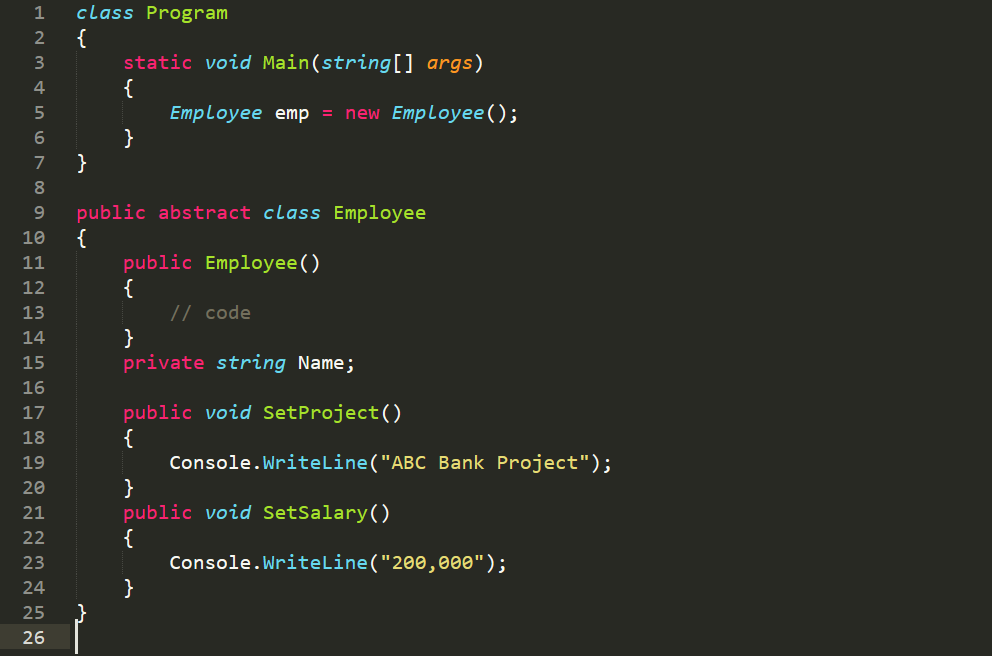 1 class Program
2 {
3     static void Main(string[] args)
4     {
5         Employee emp = new Employee();
6     }
7 }
8
9 public abstract class Employee
10 {
11     public Employee()
12     {
13         // code
14     }
15     private string Name;
16
17     public void SetProject()
18     {
19         Console.WriteLine("ABC Bank Project");
20     }
21     public void SetSalary()
22     {
23         Console.WriteLine("200,000");
24     }
25 }
26